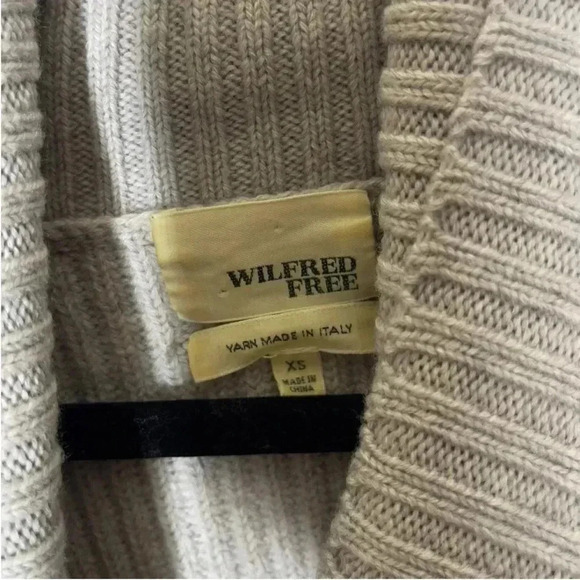 WILFRED
FREE
YARN MADE IN ITALY
XS
MADE IN
CHINA